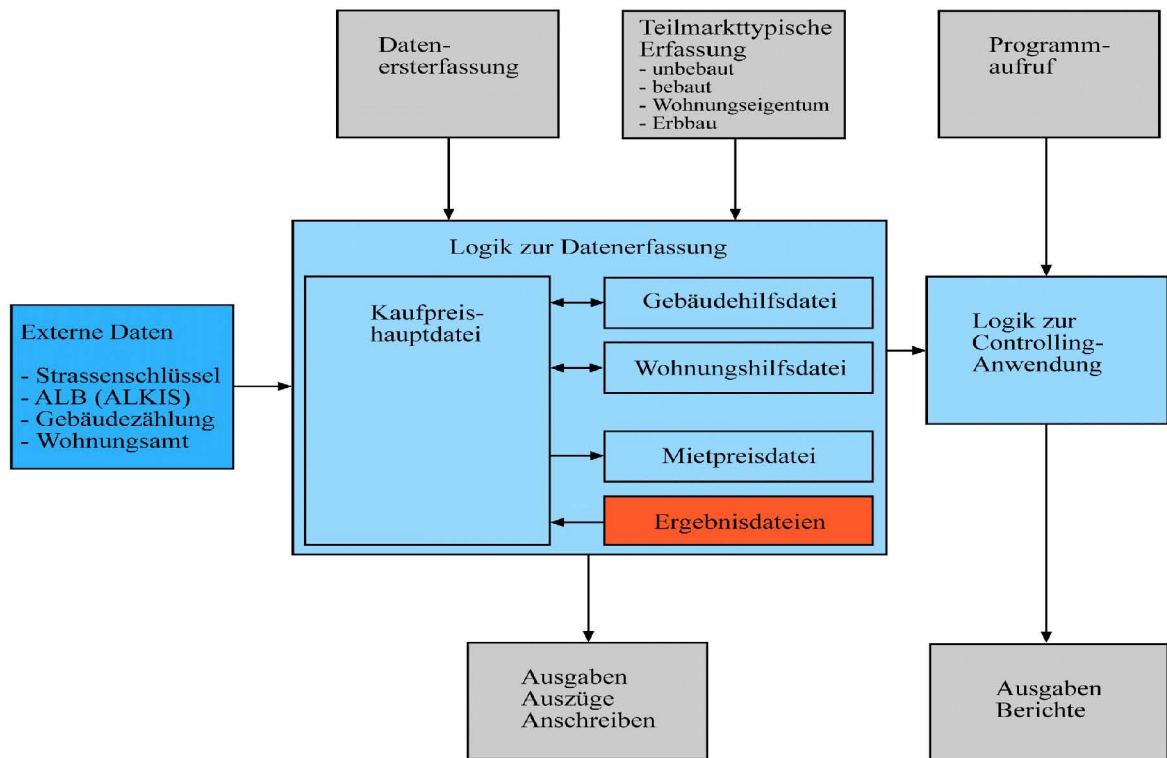 Daten-
ersterfassung
Teilmarkttypische
Erfassung
- unbebaut
- bebaut
- Wohnungseigentum
- Erbbau
Programm-
aufruf
Logik zur Datenerfassung
Kaufpreis-
hauptdatei
Gebäudehilfsdatei
Wohnungshilfsdatei
Mietpreisdatei
Ergebnisdateien
Externe Daten
- Strassenschlüssel
- ALB (ALKIS)
- Gebäudezählung
- Wohnungsamt
Logik zur
Controlling-
Anwendung
Ausgaben
Auszüge
Anschreiben
Ausgaben
Berichte